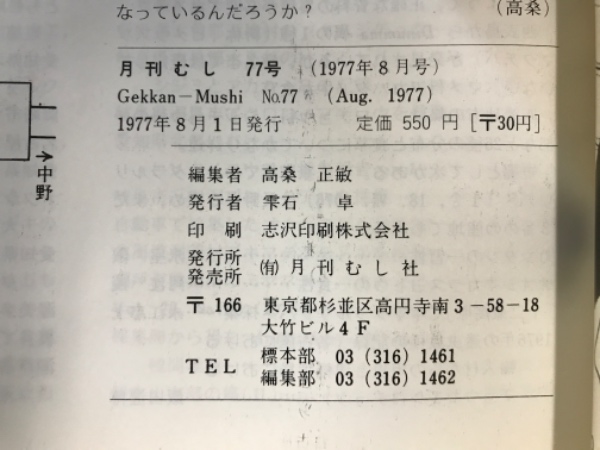 なっているんだろうか？
(高桑)
月刊むし 77号 (1977年8月号)
Gekkan－Mushi No.77 (Aug. 1977)
1977年8月1日発行 定価 550 円 [〒30円]
→中野
編集者 高桑 正敏
発行者 雫石 卓
印 刷 志沢印刷株式会社
発行所
発売所 ㈲月刊むし社
〒166 東京都杉並区高円寺南3－58－18
大竹ビル4F
TEL 標本部 03 (316) 1461
編集部 03 (316) 1462